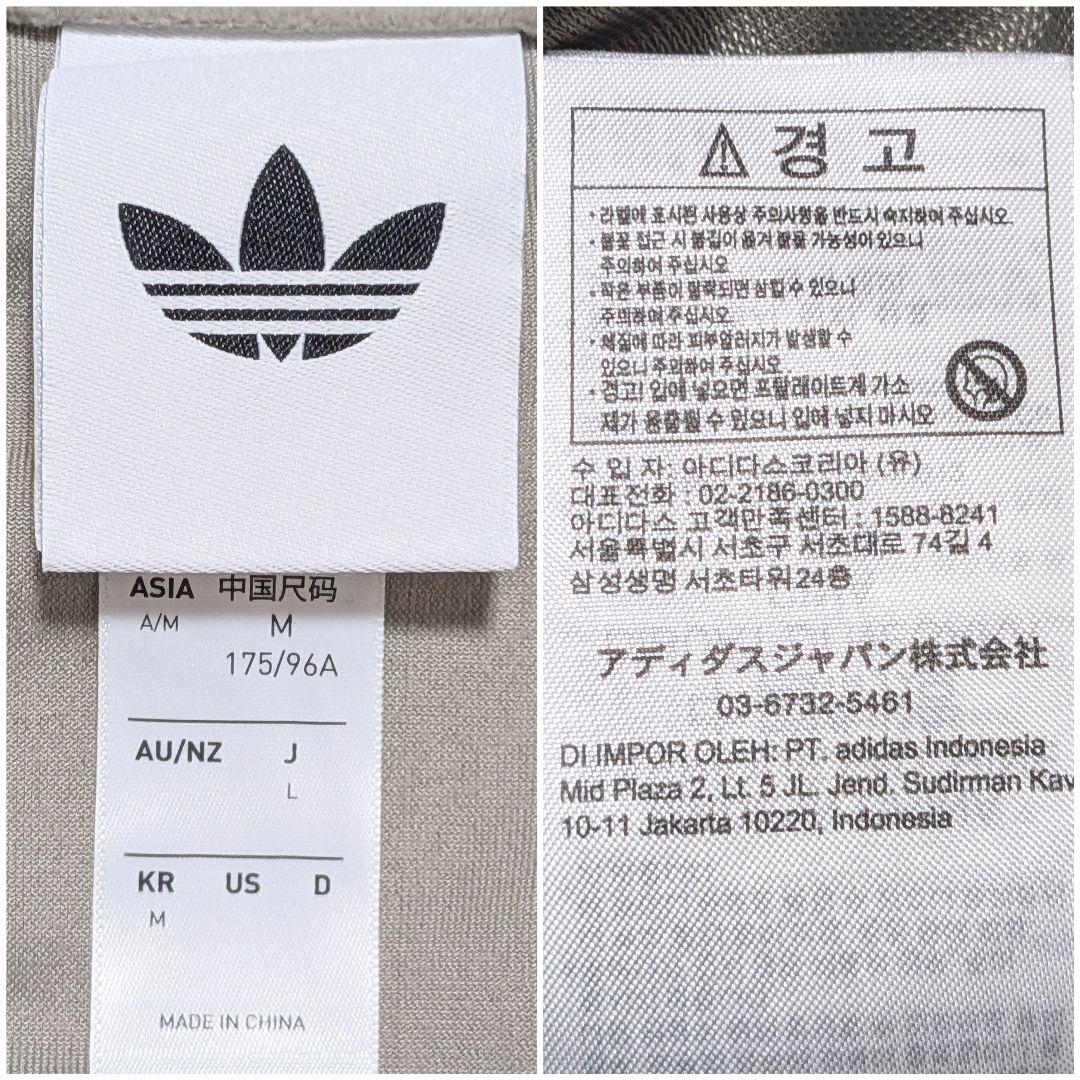 ASIA 中国尺码
A/M M
175/96A
AU/NZ J
L
KR US D
M
MADE IN CHINA
경 고
• 라벨에 표시된 사용상 주의사항을 반드시 숙지하여 주십시오
• 불꽃 접근 시 불길이 옮겨 붙을 가능성이 있으니
주의하여 주십시오
• 작은 부품이 탈락되면 삼킬 수 있으니
주의하여 주십시오.
• 체질에 따라 피부알러지가 발생할 수
있으니 주의하여 주십시오.
• 경고! 입에 넣으면 프탈레이트계 가소
제가 용출될 수 있으니 입에 넣지 마시오
수 입 자: 아디다스코리아 (유)
대표전화 : 02-2186-0300
아디다스 고객만족센터 : 1588-8241
서울특별시 서초구 서초대로 74길 4
삼성생명 서초타워24층
アディダスジャパン株式会社
03-6732-5461
DI IMPOR OLEH: PT. adidas Indonesia
Mid Plaza 2, Lt. 5 JL. Jend. Sudirman Kav
10-11 Jakarta 10220, Indonesia